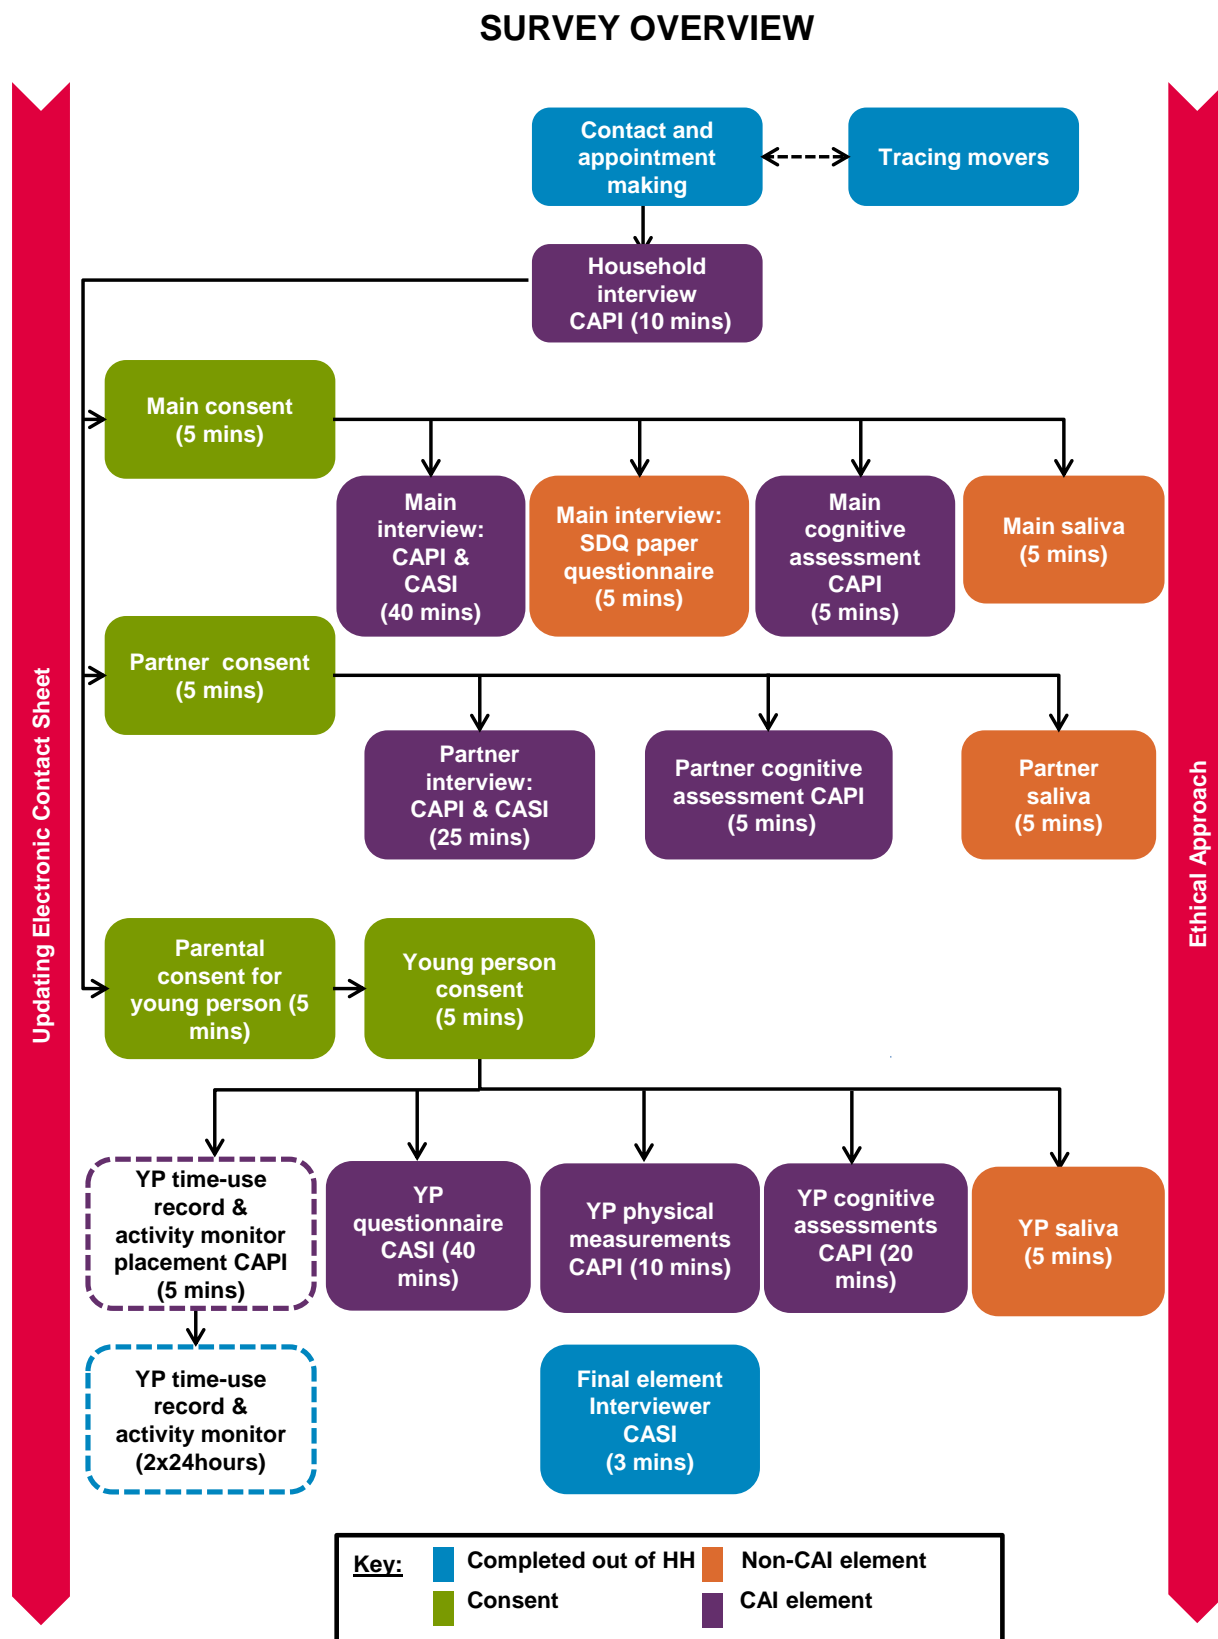 SURVEY OVERVIEW
Contact and
appointment
making
Tracing movers
Household
interview
CAPI (10 mins)
Main consent
(5 mins)
Main
interview:
CAPI &
CASI
(40 mins)
Main interview:
SDQ paper
questionnaire
(5 mins)
Main
cognitive
assessment
CAPI
(5 mins)
Main saliva
(5 mins)
Partner consent
(5 mins)
Partner
interview:
CAPI & CASI
(25 mins)
Partner cognitive
assessment CAPI
(5 mins)
Partner
saliva
(5 mins)
Updating Electronic Contact Sheet
Ethical Approach
Parental
consent for
young person (5
mins)
Young person
consent
(5 mins)
YP time-use
record &
activity monitor
placement CAPI
(5 mins)
YP
questionnaire
CASI (40
mins)
YP physical
measurements
CAPI (10 mins)
YP cognitive
assessments
CAPI (20
mins)
YP saliva
(5 mins)
YP time-use
record &
activity monitor
(2x24hours)
Final element
Interviewer
CASI
(3 mins)
Key:
Completed out of HH
Non-CAI element
Consent
CAI element